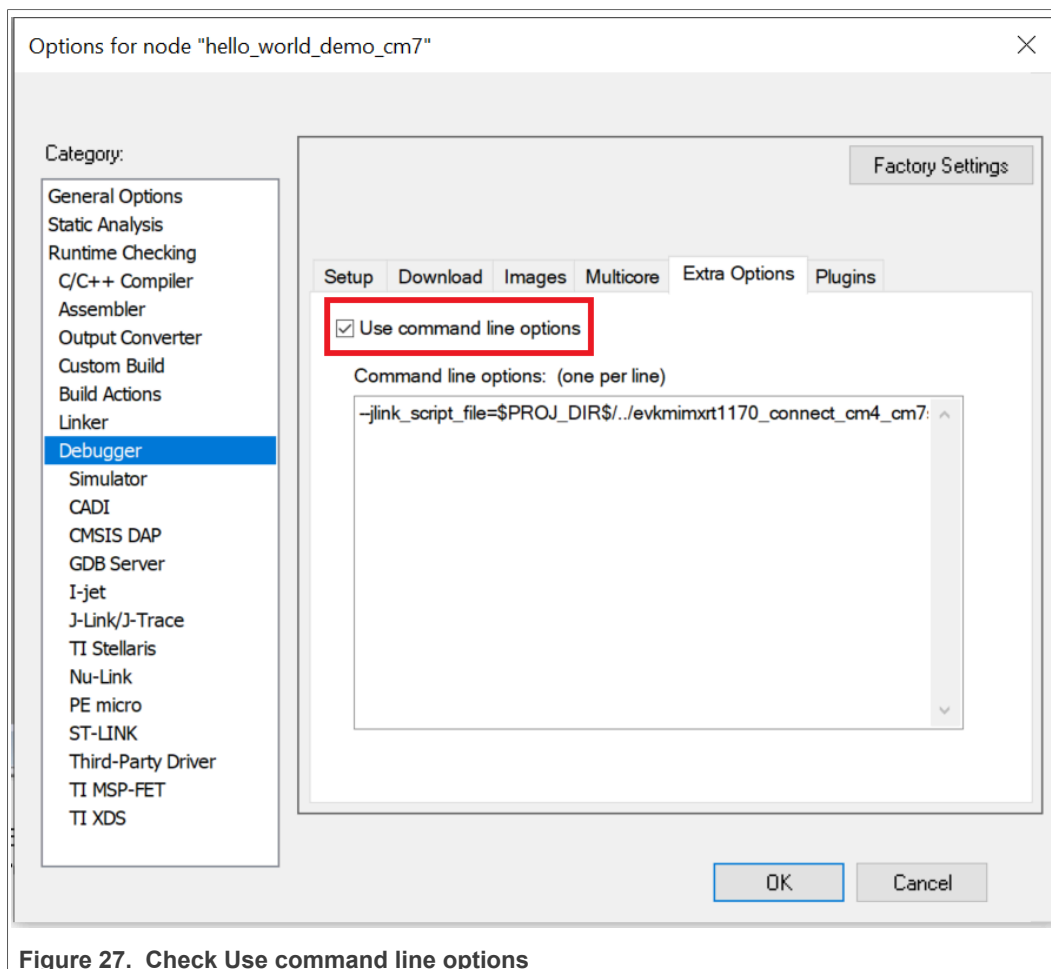 Options for node "hello_world_demo_cm7"
Category:
General Options
Static Analysis
Runtime Checking
C/C++ Compiler
Assembler
Output Converter
Custom Build
Build Actions
Linker
Debugger
Simulator
CADI
CMSIS DAP
GDB Server
I-jet
J-Link/J-Trace
TI Stellaris
Nu-Link
PE micro
ST-LINK
Third-Party Driver
TI MSP-FET
TI XDS
Factory Settings
Setup Download Images Multicore Extra Options Plugins
Use command line options
Command line options: (one per line)
--jlink_script_file=$PROJ_DIR$/../evkmimxrt1170_connect_cm4_cm7
OK Cancel
Figure 27. Check Use command line options